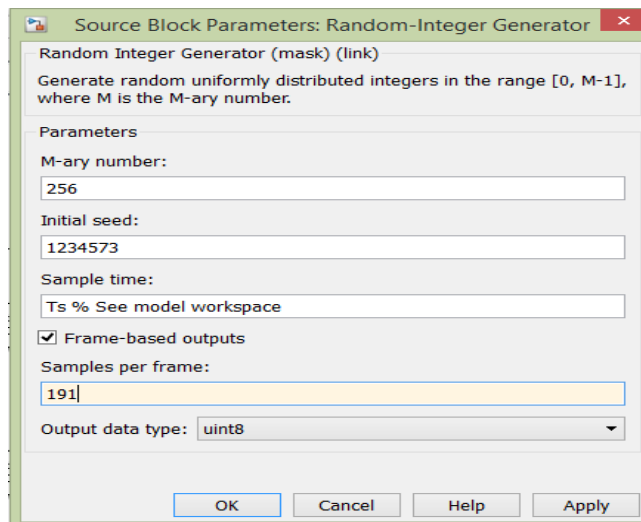 Source Block Parameters: Random-Integer Generator
Random Integer Generator (mask) (link)
Generate random uniformly distributed integers in the range [0, M-1],
where M is the M-ary number.
Parameters
M-ary number:
256
Initial seed:
1234573
Sample time:
Ts % See model workspace
Frame-based outputs
Samples per frame:
191
Output data type: uint8
OK Cancel Help Apply